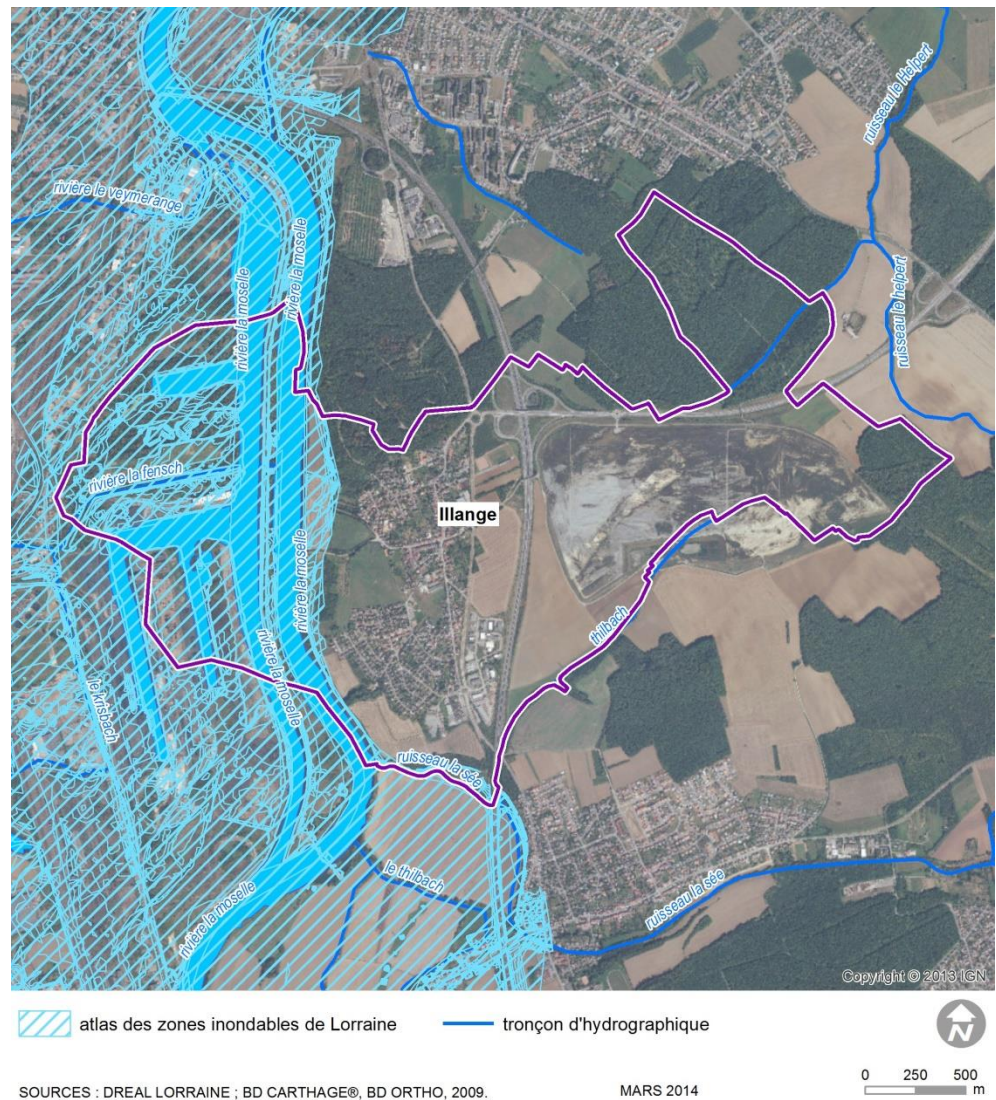 ruisseau le Helpert
rivière le veymerange
rivière la moselle
rivière la moselle
ruisseau le helpert
rivière la fensch
Illange
rivière la moselle
thilbach
rivière la moselle
le krisbach
ruisseau la sée
le thilbach
rivière la moselle
ruisseau la sée
Copyright © 2013 IGN
atlas des zones inondables de Lorraine
tronçon d'hydrographique
N
SOURCES : DREAL LORRAINE ; BD CARTHAGE®, BD ORTHO, 2009.
MARS 2014
0 250 500
m